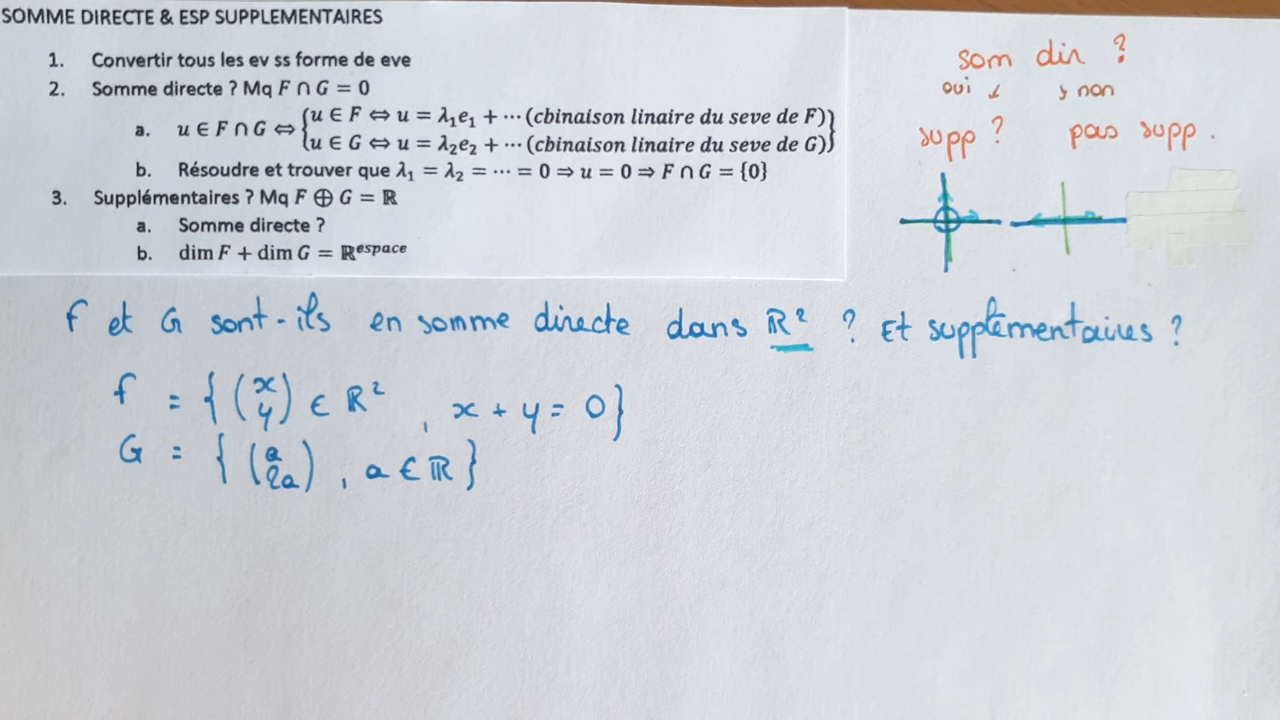 SOMME DIRECTE & ESP SUPPLEMENTAIRES
1. Convertir tous les ev ss forme de eve
2. Somme directe ? Mq F ∩ G = 0
a. u ∈ F ∩ G ⇔ {u ∈ F ⇔ u = λ₁e₁ + ⋯ (cbinaison linaire du seve de F)
u ∈ G ⇔ u = λ₂e₂ + ⋯ (cbinaison linaire du seve de G)}
b. Résoudre et trouver que λ₁ = λ₂ = ⋯ = 0 ⇒ u = 0 ⇒ F ∩ G = {0}
3. Supplémentaires ? Mq F ⊕ G = ℝ
a. Somme directe ?
b. dim F + dim G = ℝᵉˢᵖᵃᶜᵉ
som dir ?
oui ↙ ↘ non
supp ? pas supp .
F et G sont-ils en somme directe dans ℝ² ? Et supplémentaires ?
F = {(x y) ∈ ℝ² , x + y = 0}
G = {(a 2a) , a ∈ ℝ}